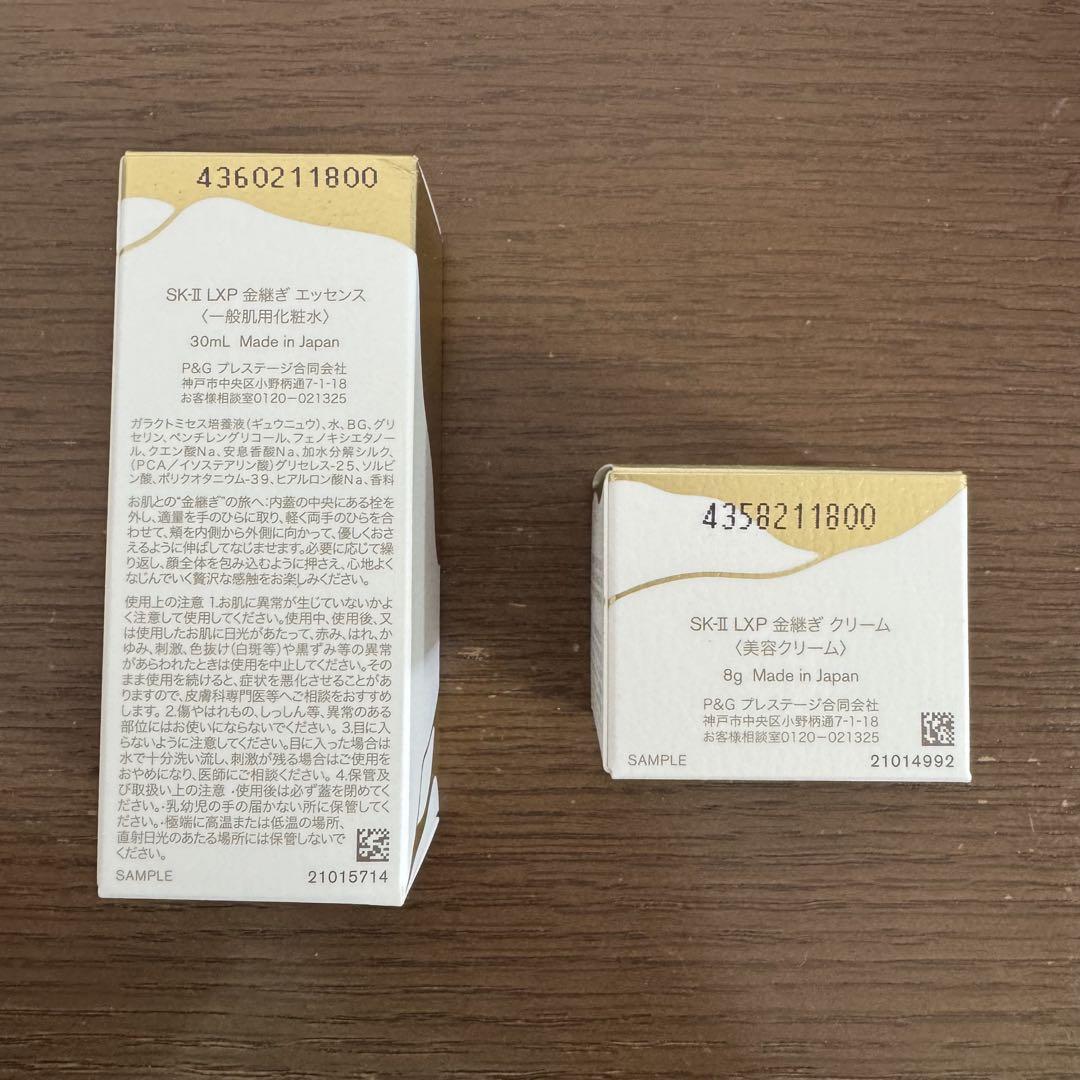 4360211800
SK-II LXP 金継ぎ エッセンス
〈一般肌用化粧水〉
30mL Made in Japan
P&G プレステージ合同会社
神戸市中央区小野柄通7-1-18
お客様相談室0120-021325
ガラクトミセス培養液(ギュウニュウ)、水、BG、グリ
セリン、ペンチレングリコール、フェノキシエタノー
ル、クエン酸Na、安息香酸Na、加水分解シルク、
(PCA/イソステアリン酸)グリセレス-25、ソルビ
ン酸、ポリクオタニウム-39、ヒアルロン酸Na、香料
お肌との"金継ぎ"の旅へ:内蓋の中央にある栓を
外し、適量を手のひらに取り、軽く両手のひらを合
わせて、頬を内側から外側に向かって、優しくおさ
えるように伸ばしてなじませます。必要に応じて繰
り返し、顔全体を包み込むように押さえ、心地よく
なじんでいく贅沢な感触をお楽しみください。
使用上の注意 1.お肌に異常が生じていないかよ
く注意して使用してください。使用中、使用後、又
は使用したお肌に日光があたって、赤み、はれ、か
ゆみ、刺激、色抜け(白斑等)や黒ずみ等の異常
があらわれたときは使用を中止してください。その
まま使用を続けると、症状を悪化させることがあ
りますので、皮膚科専門医等へご相談をおすすめ
します。2.傷やはれもの、しっしん等、異常のある
部位にはお使いにならないでください。3.目に入
らないように注意してください。目に入った場合は
水で十分洗い流し、刺激が残る場合はご使用を
おやめになり、医師にご相談ください。4.保管及
び取扱い上の注意・使用後は必ず蓋を閉めてく
ださい。・乳幼児の手の届かない所に保管してく
ださい。・極端に高温または低温の場所、
直射日光のあたる場所には保管しないで
ください。
SAMPLE 21015714
4358211800
SK-II LXP 金継ぎ クリーム
〈美容クリーム〉
8g Made in Japan
P&G プレステージ合同会社
神戸市中央区小野柄通7-1-18
お客様相談室0120-021325
SAMPLE 21014992